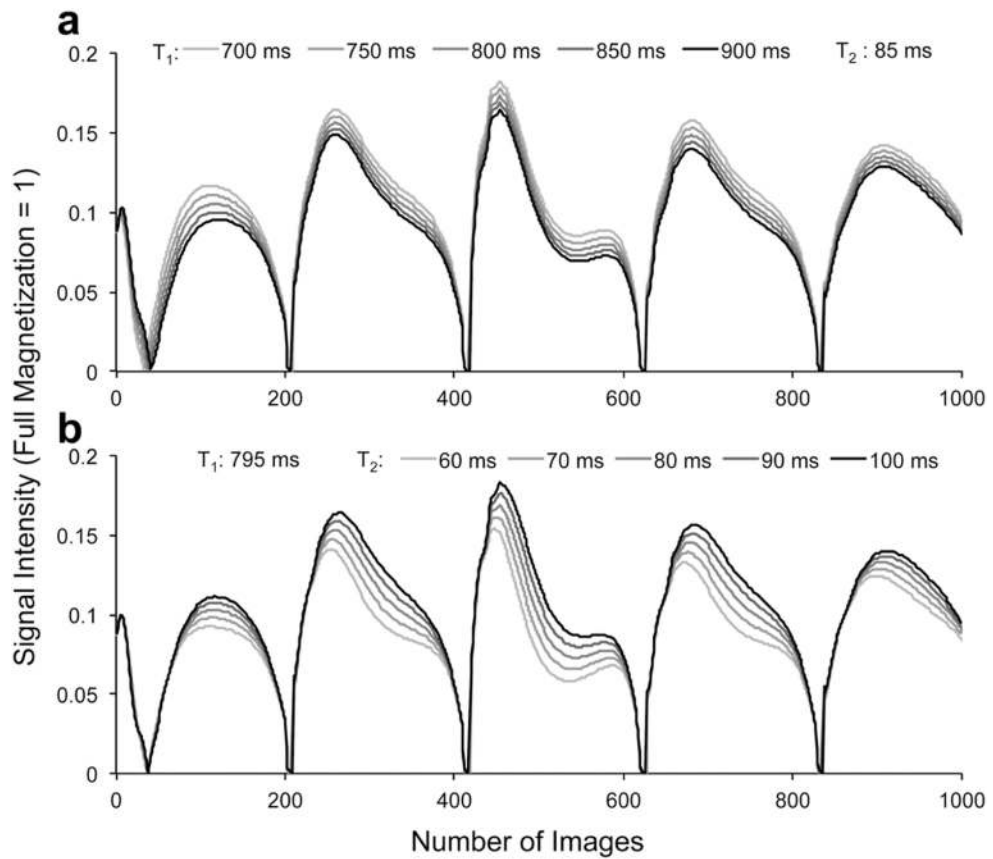 a
T1: 700 ms 750 ms 800 ms 850 ms 900 ms T2 : 85 ms
0.2
0.15
0.1
0.05
0
0 200 400 600 800 1000
b
T1: 795 ms T2: 60 ms 70 ms 80 ms 90 ms 100 ms
0.2
0.15
0.1
0.05
0
0 200 400 600 800 1000
Number of Images
Signal Intensity (Full Magnetization = 1)